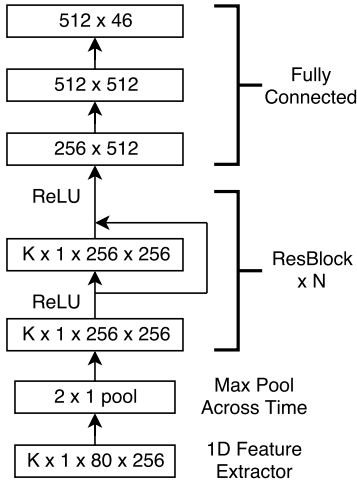 512 x 46
512 x 512
Fully
Connected
256 x 512
ReLU
K x 1 x 256 x 256
ResBlock
x N
ReLU
K x 1 x 256 x 256
2 x 1 pool
Max Pool
Across Time
K x 1 x 80 x 256
1D Feature
Extractor